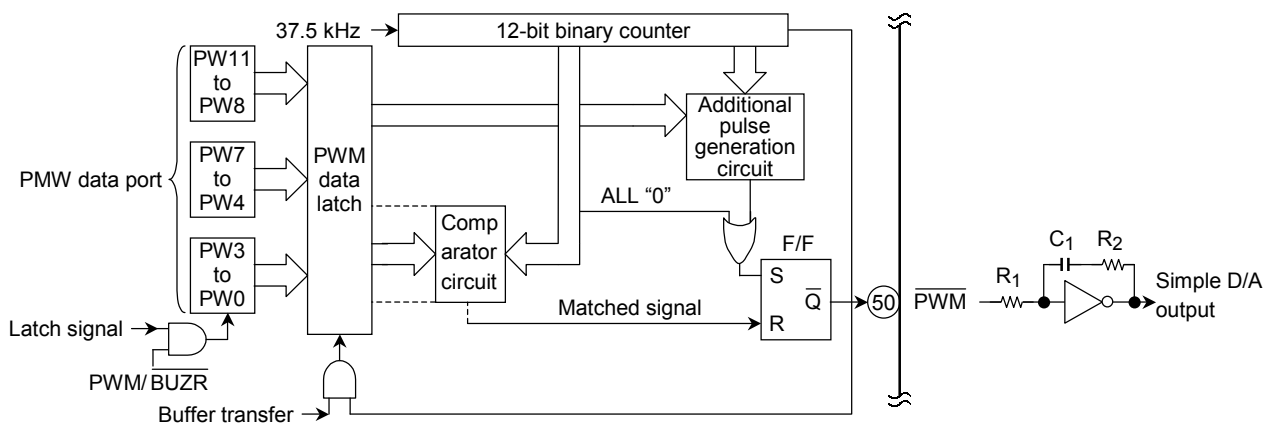 37.5 kHz
12-bit binary counter
PW11
to
PW8
PW7
to
PW4
PW3
to
PW0
PMW data port
PWM
data
latch
Additional
pulse
generation
circuit
ALL "0"
Comp
arator
circuit
F/F
S
Q
R
Matched signal
50
PWM
R1
C1
R2
Simple D/A
output
Latch signal
PWM/ BUZR
Buffer transfer